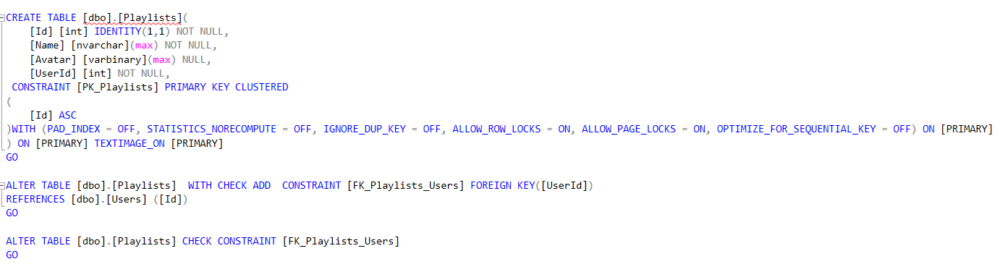 CREATE TABLE [dbo].[Playlists](
[Id] [int] IDENTITY(1,1) NOT NULL,
[Name] [nvarchar](max) NOT NULL,
[Avatar] [varbinary](max) NULL,
[UserId] [int] NOT NULL,
CONSTRAINT [PK_Playlists] PRIMARY KEY CLUSTERED
(
[Id] ASC
)WITH (PAD_INDEX = OFF, STATISTICS_NORECOMPUTE = OFF, IGNORE_DUP_KEY = OFF, ALLOW_ROW_LOCKS = ON, ALLOW_PAGE_LOCKS = ON, OPTIMIZE_FOR_SEQUENTIAL_KEY = OFF) ON [PRIMARY]
) ON [PRIMARY] TEXTIMAGE_ON [PRIMARY]
GO
ALTER TABLE [dbo].[Playlists]  WITH CHECK ADD  CONSTRAINT [FK_Playlists_Users] FOREIGN KEY([UserId])
REFERENCES [dbo].[Users] ([Id])
GO
ALTER TABLE [dbo].[Playlists] CHECK CONSTRAINT [FK_Playlists_Users]
GO